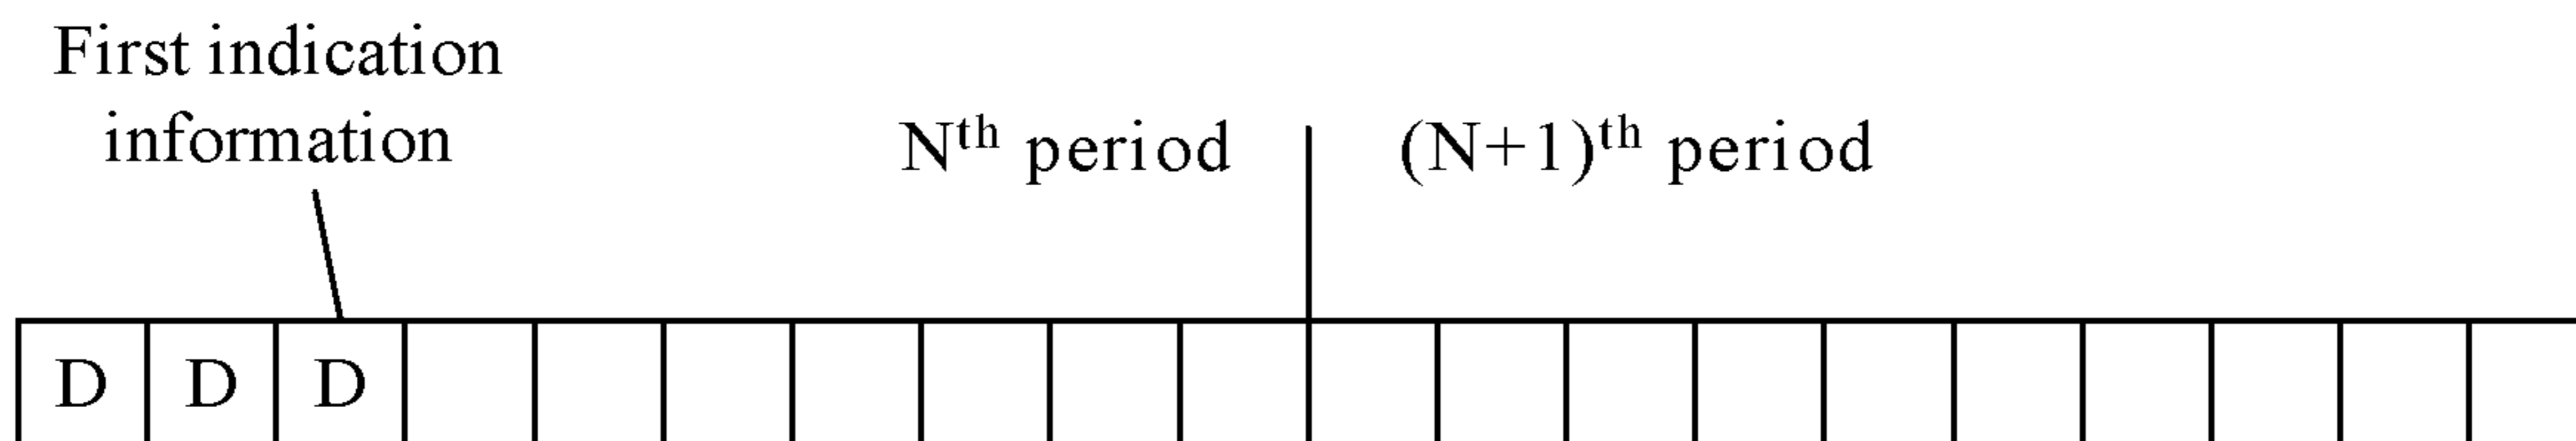 First indication
information
Nth period
(N+1)th period
D D D